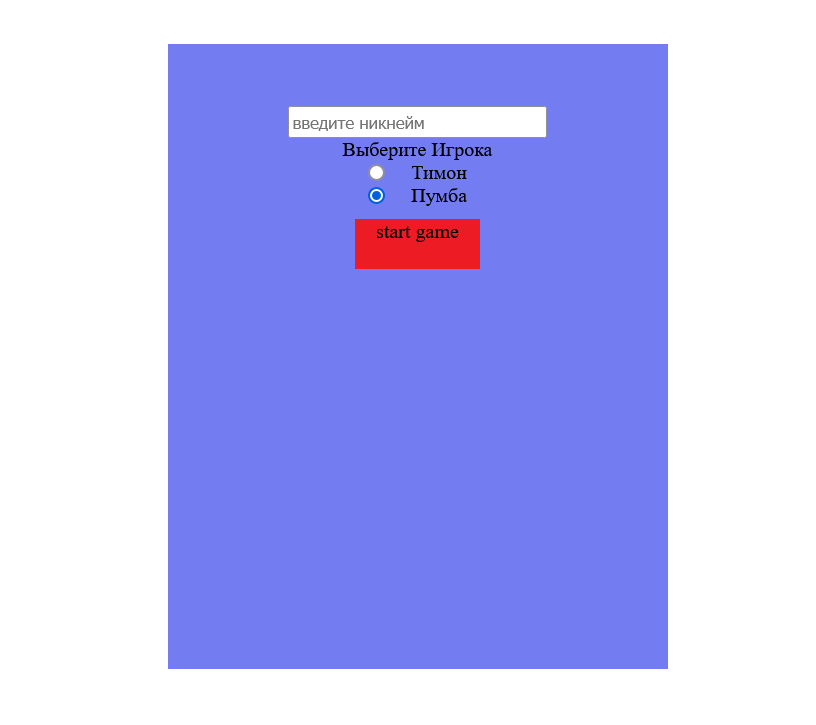 введите никнейм
Выберите Игрока
Тимон
Пумба
start game